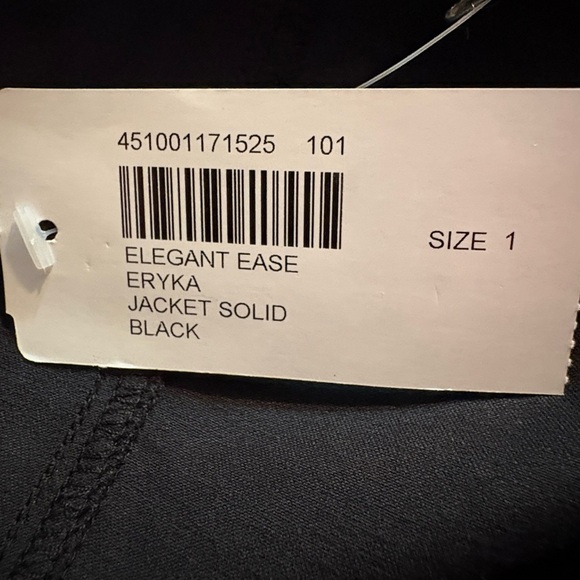 451001171525 101
ELEGANT EASE
ERYKA
JACKET SOLID
BLACK
SIZE 1